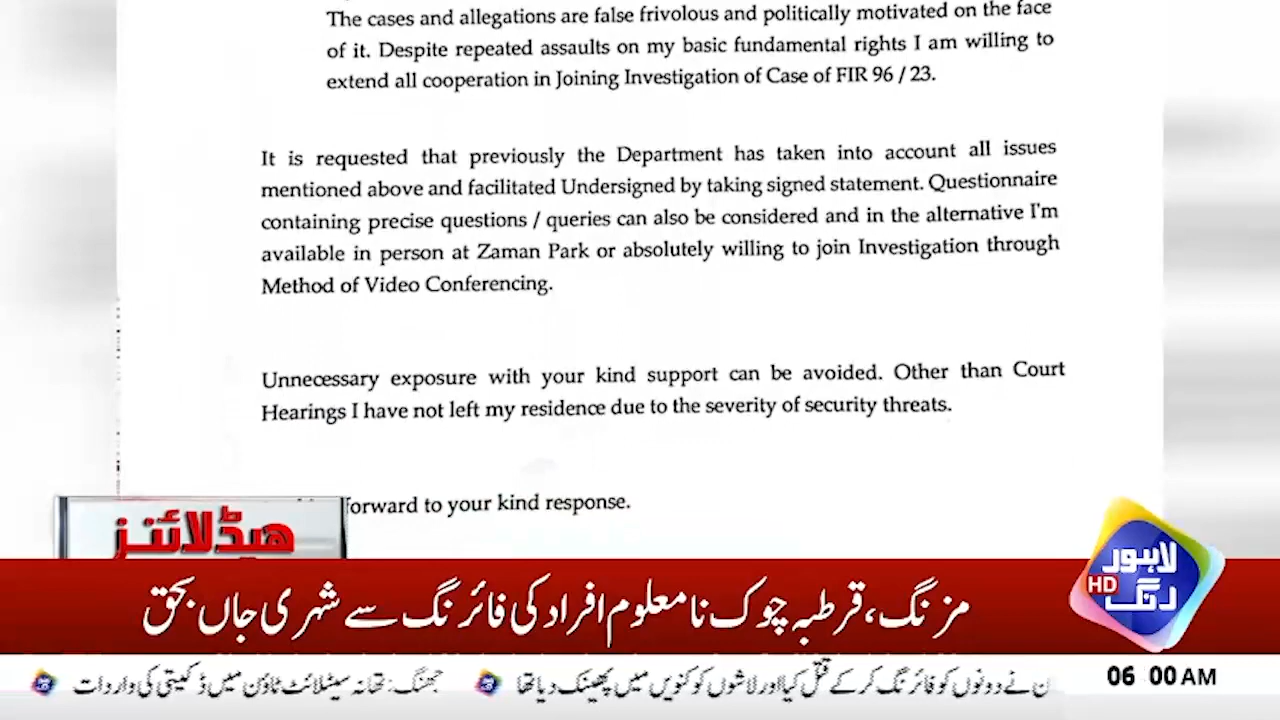 The cases and allegations are false frivolous and politically motivated on the face
of it. Despite repeated assaults on my basic fundamental rights I am willing to
extend all cooperation in Joining Investigation of Case of FIR 96 / 23.
It is requested that previously the Department has taken into account all issues
mentioned above and facilitated Undersigned by taking signed statement. Questionnaire
containing precise questions / queries can also be considered and in the alternative I'm
available in person at Zaman Park or absolutely willing to join Investigation through
Method of Video Conferencing.
Unnecessary exposure with your kind support can be avoided. Other than Court
Hearings I have not left my residence due to the severity of security threats.
forward to your kind response.
ہیڈلائنز
لاہور
رنگ
HD
مزنگ، قرطبہ چوک نامعلوم افراد کی فائرنگ سے شہری جاں بحق
نے دونوں کو فائرنگ کرکے قتل کیا اور لاشوں کو کنویں میں پھینک دیا تھا
جھنگ: تھانہ سیٹلائٹ ٹاؤن میں ڈکیتی کی واردات
06 00 AM